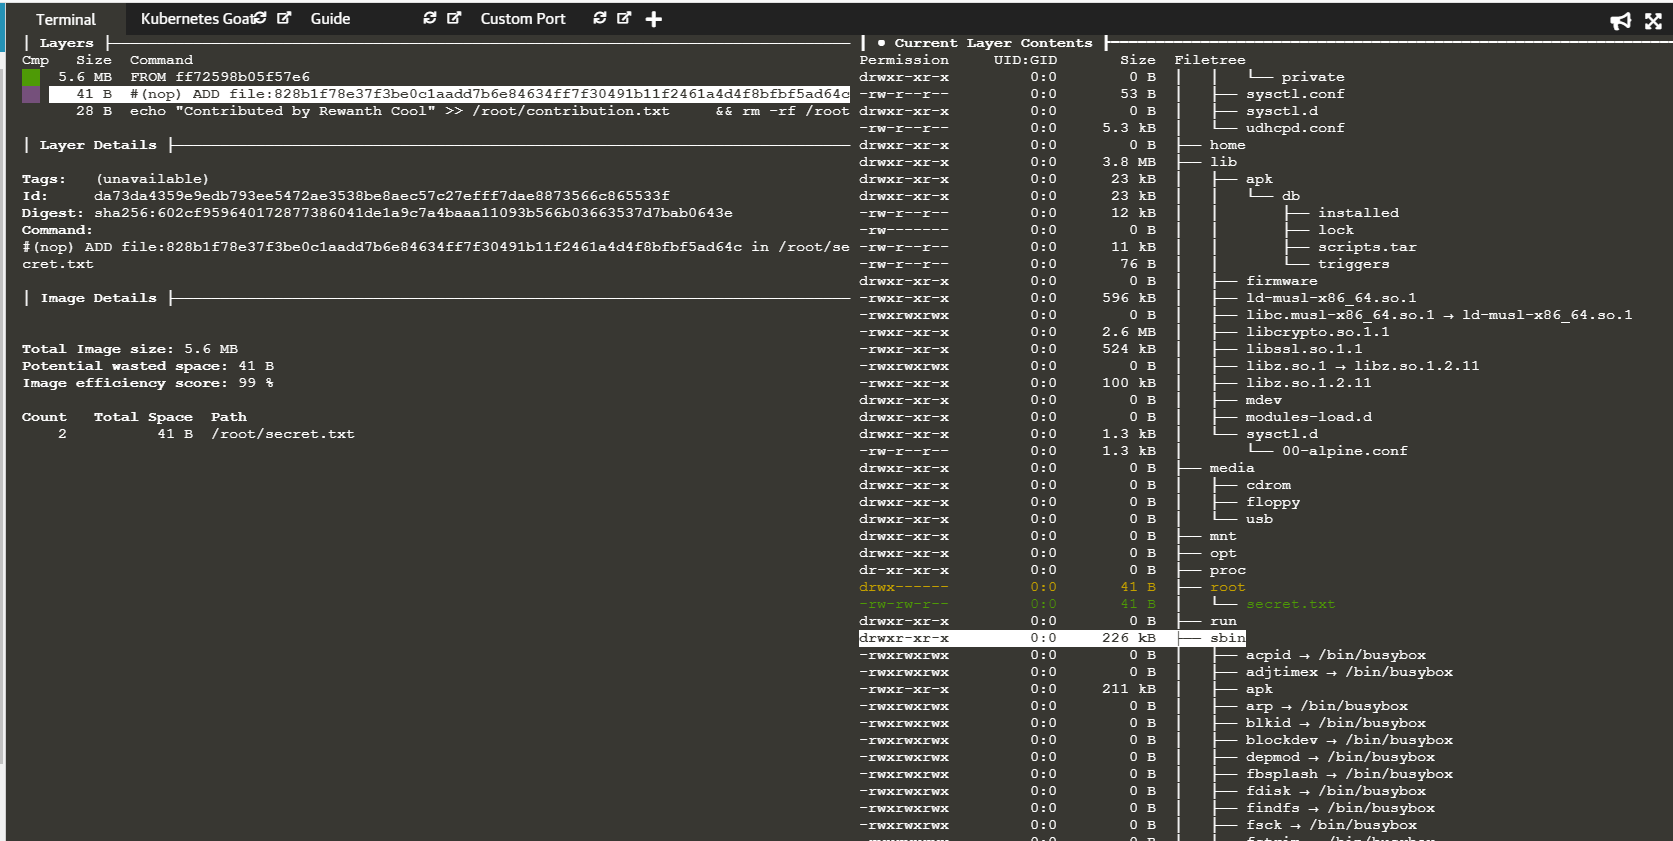 Terminal Kubernetes Goat Guide Custom Port
│ Layers ├
Cmp Size Command
5.6 MB FROM ff72598b05f57e6
41 B #(nop) ADD file:828b1f78e37f3be0c1aadd7b6e84634ff7f30491b11f2461a4d4f8bfbf5ad64c
28 B echo "Contributed by Rewanth Cool" >> /root/contribution.txt && rm -rf /root
│ Layer Details ├
Tags: (unavailable)
Id: da73da4359e9edb793ee5472ae3538be8aec57c27efff7dae8873566c865533f
Digest: sha256:602cf959640172877386041de1a9c7a4baaa11093b566b03663537d7bab0643e
Command:
#(nop) ADD file:828b1f78e37f3be0c1aadd7b6e84634ff7f30491b11f2461a4d4f8bfbf5ad64c in /root/se
cret.txt
│ Image Details ├
Total Image size: 5.6 MB
Potential wasted space: 41 B
Image efficiency score: 99 %
Count Total Space Path
2 41 B /root/secret.txt
│ ● Current Layer Contents ├
Permission UID:GID Size Filetree
drwxr-xr-x 0:0 0 B │ │ └── private
-rw-r--r-- 0:0 53 B │ ├── sysctl.conf
drwxr-xr-x 0:0 0 B │ ├── sysctl.d
-rw-r--r-- 0:0 5.3 kB │ └── udhcpd.conf
drwxr-xr-x 0:0 0 B ├── home
drwxr-xr-x 0:0 3.8 MB ├── lib
drwxr-xr-x 0:0 23 kB │ ├── apk
drwxr-xr-x 0:0 23 kB │ │ └── db
-rw-r--r-- 0:0 12 kB │ │ ├── installed
-rw------- 0:0 0 B │ │ ├── lock
-rw-r--r-- 0:0 11 kB │ │ ├── scripts.tar
-rw-r--r-- 0:0 76 B │ │ └── triggers
drwxr-xr-x 0:0 0 B │ ├── firmware
-rwxr-xr-x 0:0 596 kB │ ├── ld-musl-x86_64.so.1
-rwxrwxrwx 0:0 0 B │ ├── libc.musl-x86_64.so.1 → ld-musl-x86_64.so.1
-rwxr-xr-x 0:0 2.6 MB │ ├── libcrypto.so.1.1
-rwxr-xr-x 0:0 524 kB │ ├── libssl.so.1.1
-rwxrwxrwx 0:0 0 B │ ├── libz.so.1 → libz.so.1.2.11
-rwxr-xr-x 0:0 100 kB │ ├── libz.so.1.2.11
drwxr-xr-x 0:0 0 B │ ├── mdev
drwxr-xr-x 0:0 0 B │ ├── modules-load.d
drwxr-xr-x 0:0 1.3 kB │ └── sysctl.d
-rw-r--r-- 0:0 1.3 kB │ └── 00-alpine.conf
drwxr-xr-x 0:0 0 B ├── media
drwxr-xr-x 0:0 0 B │ ├── cdrom
drwxr-xr-x 0:0 0 B │ ├── floppy
drwxr-xr-x 0:0 0 B │ └── usb
drwxr-xr-x 0:0 0 B ├── mnt
drwxr-xr-x 0:0 0 B ├── opt
dr-xr-xr-x 0:0 0 B ├── proc
drwx------ 0:0 41 B ├── root
-rw-rw-r-- 0:0 41 B │ └── secret.txt
drwxr-xr-x 0:0 0 B ├── run
drwxr-xr-x 0:0 226 kB ├── sbin
-rwxrwxrwx 0:0 0 B │ ├── acpid → /bin/busybox
-rwxrwxrwx 0:0 0 B │ ├── adjtimex → /bin/busybox
-rwxr-xr-x 0:0 211 kB │ ├── apk
-rwxrwxrwx 0:0 0 B │ ├── arp → /bin/busybox
-rwxrwxrwx 0:0 0 B │ ├── blkid → /bin/busybox
-rwxrwxrwx 0:0 0 B │ ├── blockdev → /bin/busybox
-rwxrwxrwx 0:0 0 B │ ├── depmod → /bin/busybox
-rwxrwxrwx 0:0 0 B │ ├── fbsplash → /bin/busybox
-rwxrwxrwx 0:0 0 B │ ├── fdisk → /bin/busybox
-rwxrwxrwx 0:0 0 B │ ├── findfs → /bin/busybox
-rwxrwxrwx 0:0 0 B │ ├── fsck → /bin/busybox